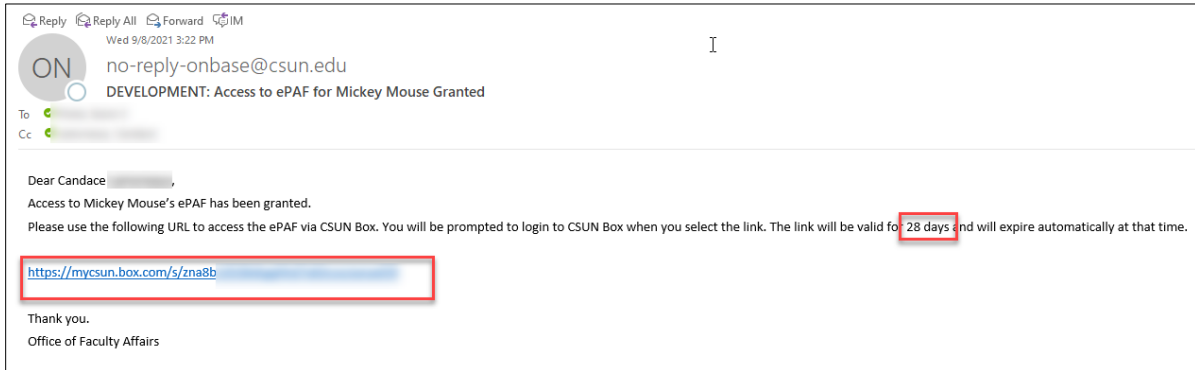 Reply Reply All Forward IM
Wed 9/8/2021 3:22 PM
ON
no-reply-onbase@csun.edu
DEVELOPMENT: Access to ePAF for Mickey Mouse Granted
To
Cc
Dear Candace ,
Access to Mickey Mouse's ePAF has been granted.
Please use the following URL to access the ePAF via CSUN Box. You will be prompted to login to CSUN Box when you select the link. The link will be valid for 28 days and will expire automatically at that time.
https://mycsun.box.com/s/zna8b
Thank you.
Office of Faculty Affairs